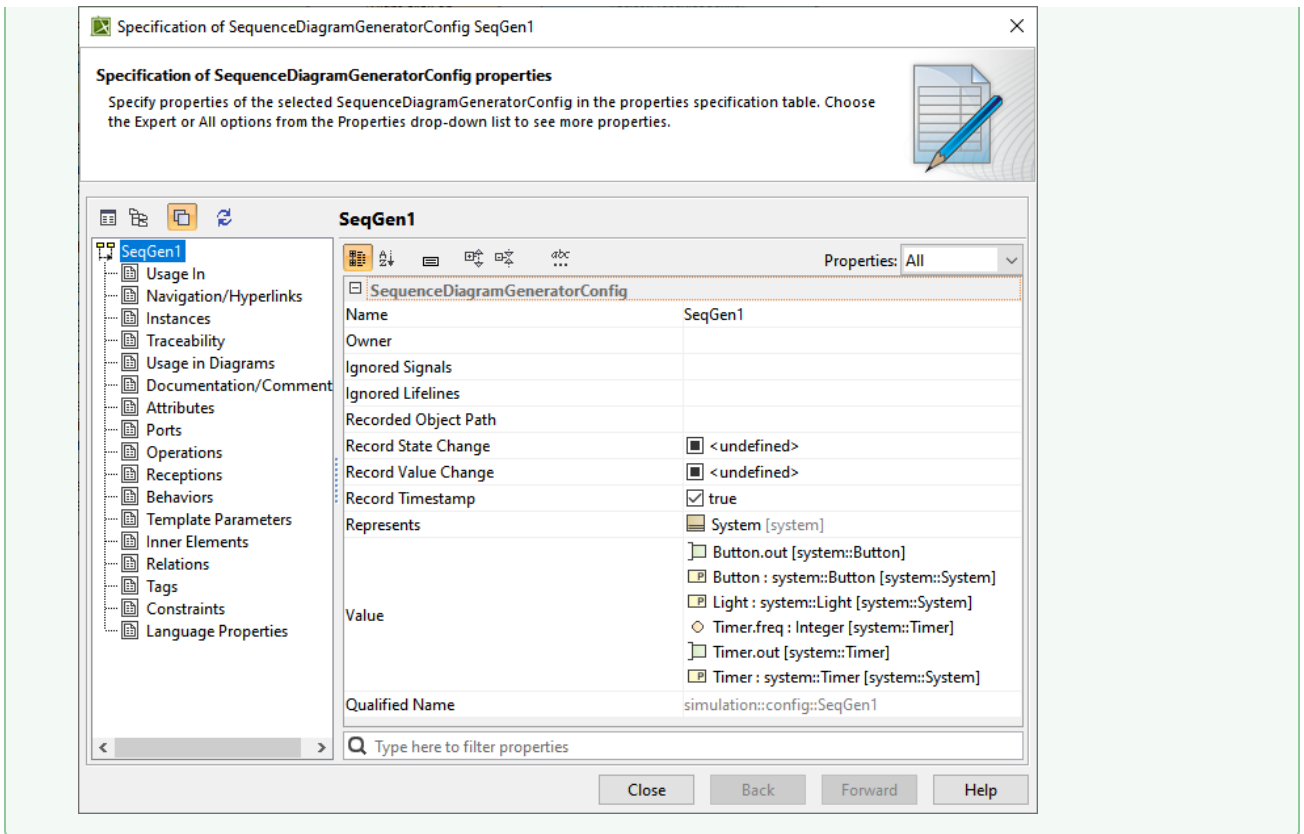 Specification of SequenceDiagramGeneratorConfig SeqGen1
Specification of SequenceDiagramGeneratorConfig properties
Specify properties of the selected SequenceDiagramGeneratorConfig in the properties specification table. Choose
the Expert or All options from the Properties drop-down list to see more properties.
SeqGen1
SeqGen1
Usage In
Navigation/Hyperlinks
Instances
Traceability
Usage in Diagrams
Documentation/Comment
Attributes
Ports
Operations
Receptions
Behaviors
Template Parameters
Inner Elements
Relations
Tags
Constraints
Language Properties
abc
Properties: All
SequenceDiagramGeneratorConfig
Name SeqGen1
Owner
Ignored Signals
Ignored Lifelines
Recorded Object Path
Record State Change <undefined>
Record Value Change <undefined>
Record Timestamp true
Represents System [system]
Value
Button.out [system::Button]
P Button : system::Button [system::System]
P Light : system::Light [system::System]
Timer.freq : Integer [system::Timer]
Timer.out [system::Timer]
P Timer : system::Timer [system::System]
Qualified Name simulation::config::SeqGen1
Type here to filter properties
Close Back Forward Help